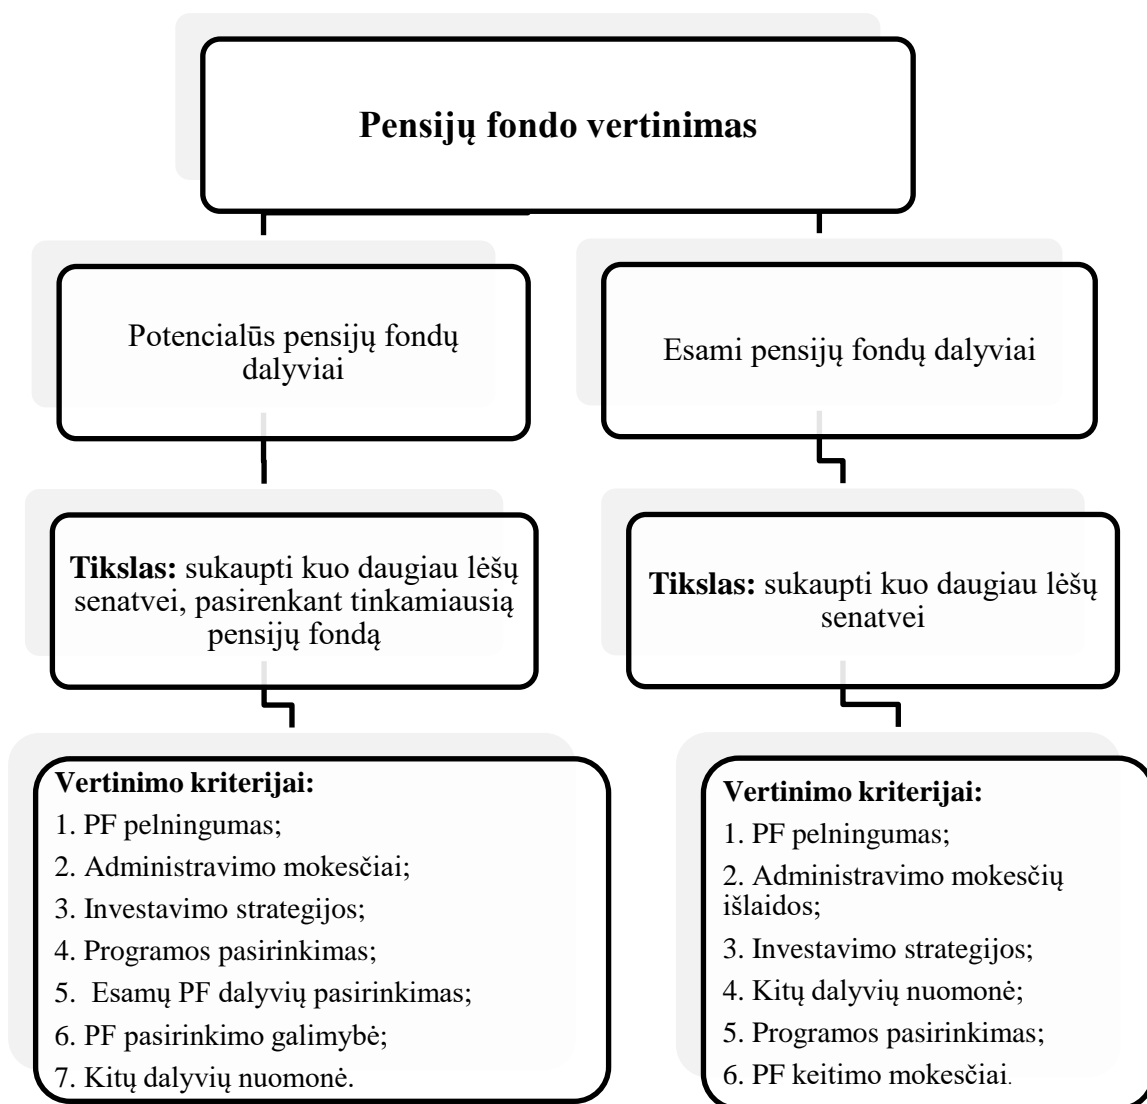 Pensijų fondo vertinimas
Potencialūs pensijų fondų
dalyviai
Esami pensijų fondų dalyviai
Tikslas: sukaupti kuo daugiau lėšų
senatvei, pasirenkant tinkamiausią
pensijų fondą
Tikslas: sukaupti kuo daugiau lėšų
senatvei
Vertinimo kriterijai:
1. PF pelningumas;
2. Administravimo mokesčiai;
3. Investavimo strategijos;
4. Programos pasirinkimas;
5. Esamų PF dalyvių pasirinkimas;
6. PF pasirinkimo galimybė;
7. Kitų dalyvių nuomonė.
Vertinimo kriterijai:
1. PF pelningumas;
2. Administravimo mokesčių
išlaidos;
3. Investavimo strategijos;
4. Kitų dalyvių nuomonė;
5. Programos pasirinkimas;
6. PF keitimo mokesčiai.